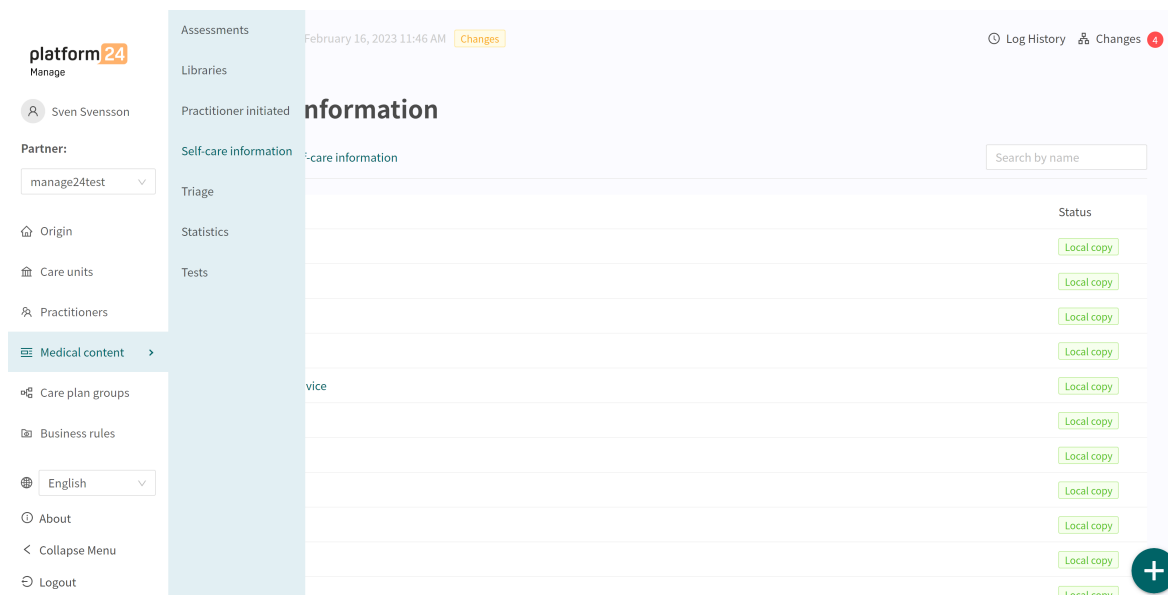 platform24
Manage
Sven Svensson
Partner:
manage24test
Origin
Care units
Practitioners
Medical content
Care plan groups
Business rules
English
About
Collapse Menu
Logout
Assessments
Libraries
Practitioner initiated
Self-care information
Triage
Statistics
Tests
February 16, 2023 11:46 AM Changes
Log History Changes 4
nformation
-care information
Search by name
Status
Local copy
Local copy
Local copy
Local copy
vice Local copy
Local copy
Local copy
Local copy
Local copy
Local copy
Local copy